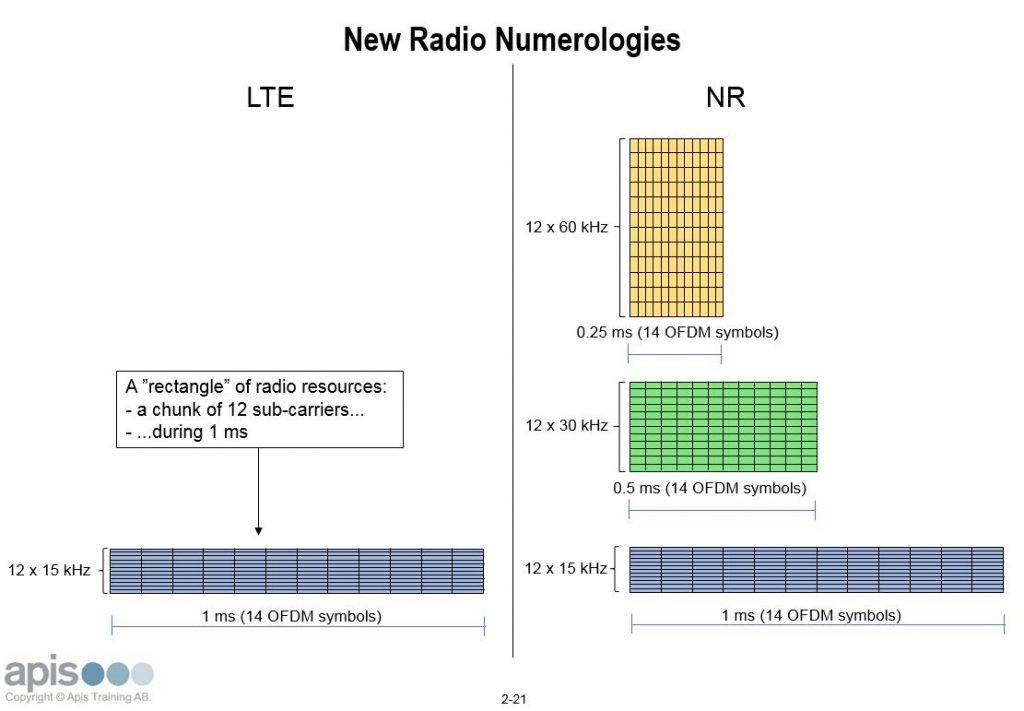 New Radio Numerologies
LTE
A ”rectangle” of radio resources:
- a chunk of 12 sub-carriers...
- ...during 1 ms
12 x 15 kHz
1 ms (14 OFDM symbols)
NR
12 x 60 kHz
0.25 ms (14 OFDM symbols)
12 x 30 kHz
0.5 ms (14 OFDM symbols)
12 x 15 kHz
1 ms (14 OFDM symbols)
apis
Copyright © Apis Training AB.
2-21